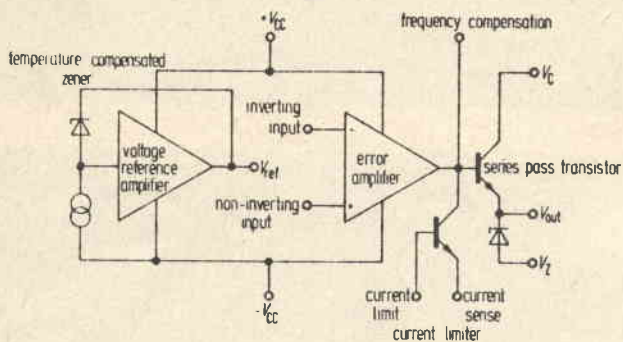 frequency compensation
+V_CC
temperature compensated
zener
V_C
inverting
input
-
voltage
reference
amplifier
V_ref
error
amplifier
series pass transistor
non-inverting
input
+
V_out
V_Z
-V_CC
current
limit
current
sense
current limiter